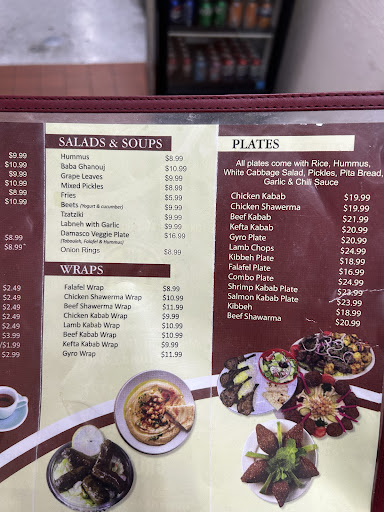 $9.99
$10.99
$9.99
$10.99
$8.99
$10.99
$8.99
$8.99
$2.49
$2.49
$2.49
$2.49
$3.99
/$1.99
$2.99
SALADS & SOUPS
Hummus $8.99
Baba Ghanouj $10.99
Grape Leaves $9.99
Mixed Pickles $8.99
Fries $5.99
Beets (Yogurt & cucumber) $9.99
Tzatziki $9.99
Labneh with Garlic $9.99
Damasco Veggie Plate $16.99
(Tabouleh, Falafel & Hummus)
Onion Rings $8.99
WRAPS
Falafel Wrap $8.99
Chicken Shawerma Wrap $10.99
Beef Shawerma Wrap $11.99
Chicken Kabab Wrap $9.99
Lamb Kabab Wrap $10.99
Beef Kabab Wrap $10.99
Kefta Kabab Wrap $9.99
Gyro Wrap $11.99
PLATES
All plates come with Rice, Hummus,
White Cabbage Salad, Pickles, Pita Bread,
Garlic & Chili Sauce
Chicken Kabab $19.99
Chicken Shawerma $19.99
Beef Kabab $21.99
Kefta Kabab $20.99
Gyro Plate $20.99
Lamb Chops $24.99
Kibbeh Plate $18.99
Falafel Plate $16.99
Combo Plate $24.99
Shrimp Kabab Plate $23.99
Salmon Kabab Plate $23.99
Kibbeh $18.99
Beef Shawarma $20.99